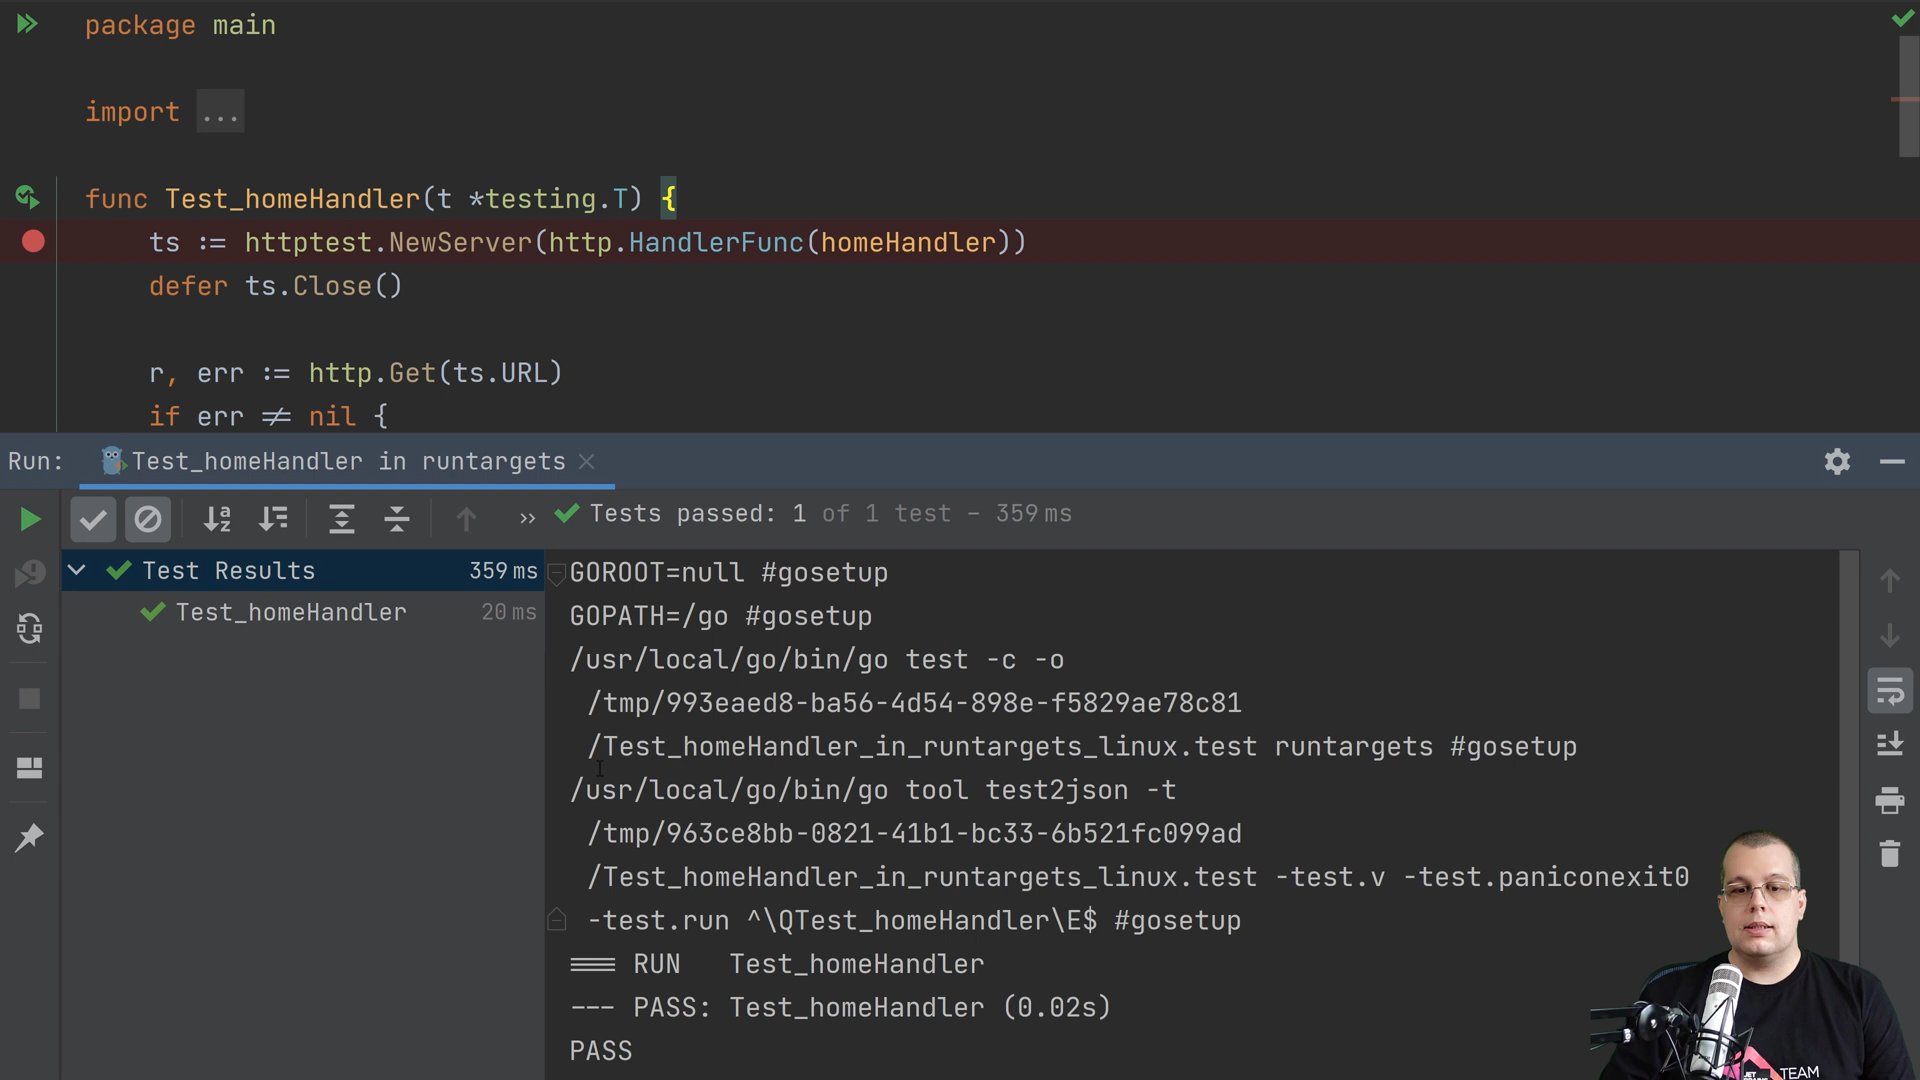 package main
import ...
func Test_homeHandler(t *testing.T) {
ts := httptest.NewServer(http.HandlerFunc(homeHandler))
defer ts.Close()
r, err := http.Get(ts.URL)
if err ≠ nil {
Run: Test_homeHandler in runtargets
Tests passed: 1 of 1 test – 359 ms
Test Results 359 ms
Test_homeHandler 20 ms
GOROOT=null #gosetup
GOPATH=/go #gosetup
/usr/local/go/bin/go test -c -o
/tmp/993eaed8-ba56-4d54-898e-f5829ae78c81
/Test_homeHandler_in_runtargets_linux.test runtargets #gosetup
/usr/local/go/bin/go tool test2json -t
/tmp/963ce8bb-0821-41b1-bc33-6b521fc099ad
/Test_homeHandler_in_runtargets_linux.test -test.v -test.paniconexit0
-test.run ^\QTest_homeHandler\E$ #gosetup
=== RUN Test_homeHandler
--- PASS: Test_homeHandler (0.02s)
PASS
JET
TEAM